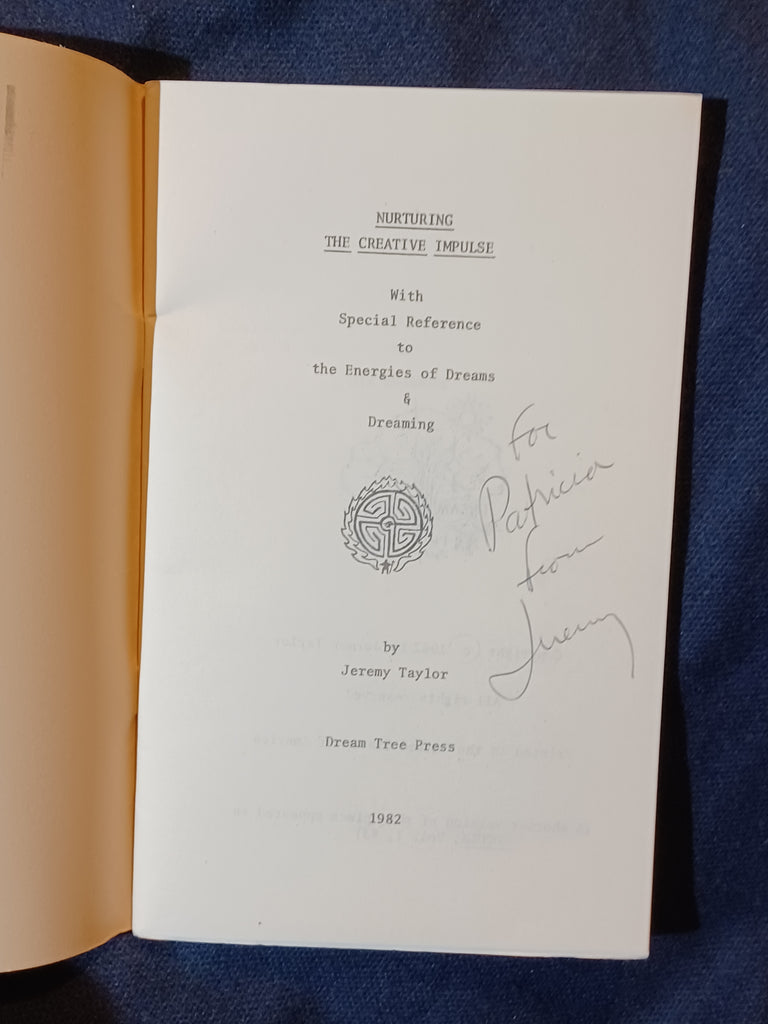 NURTURING
THE CREATIVE IMPULSE
With
Special Reference
to
the Energies of Dreams
&
Dreaming
For
Patricia
from
Jeremy
by
Jeremy Taylor
Dream Tree Press
1982